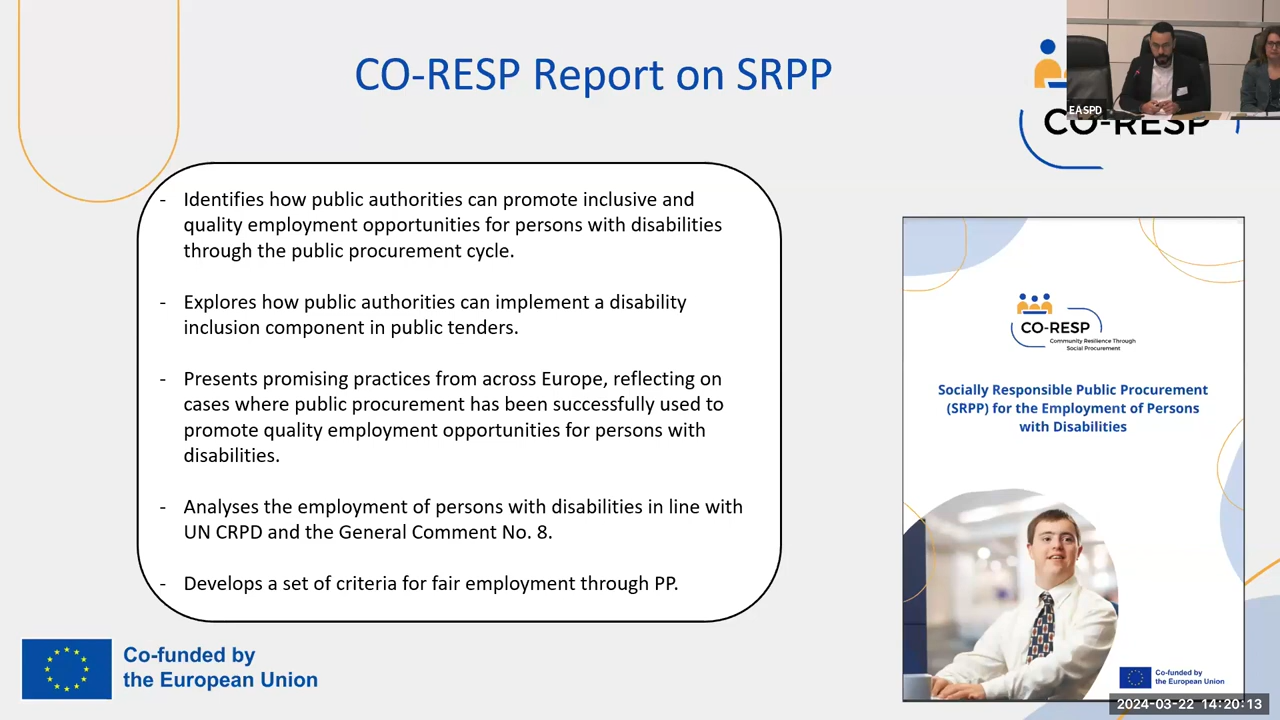 CO-RESP Report on SRPP
EASPD
CO-RESP
- Identifies how public authorities can promote inclusive and
quality employment opportunities for persons with disabilities
through the public procurement cycle.
- Explores how public authorities can implement a disability
inclusion component in public tenders.
- Presents promising practices from across Europe, reflecting on
cases where public procurement has been successfully used to
promote quality employment opportunities for persons with
disabilities.
- Analyses the employment of persons with disabilities in line with
UN CRPD and the General Comment No. 8.
- Develops a set of criteria for fair employment through PP.
CO-RESP
Community Resilience Through
Social Procurement
Socially Responsible Public Procurement
(SRPP) for the Employment of Persons
with Disabilities
Co-funded by
the European Union
Co-funded by
the European Union
2024-03-22 14:20:13